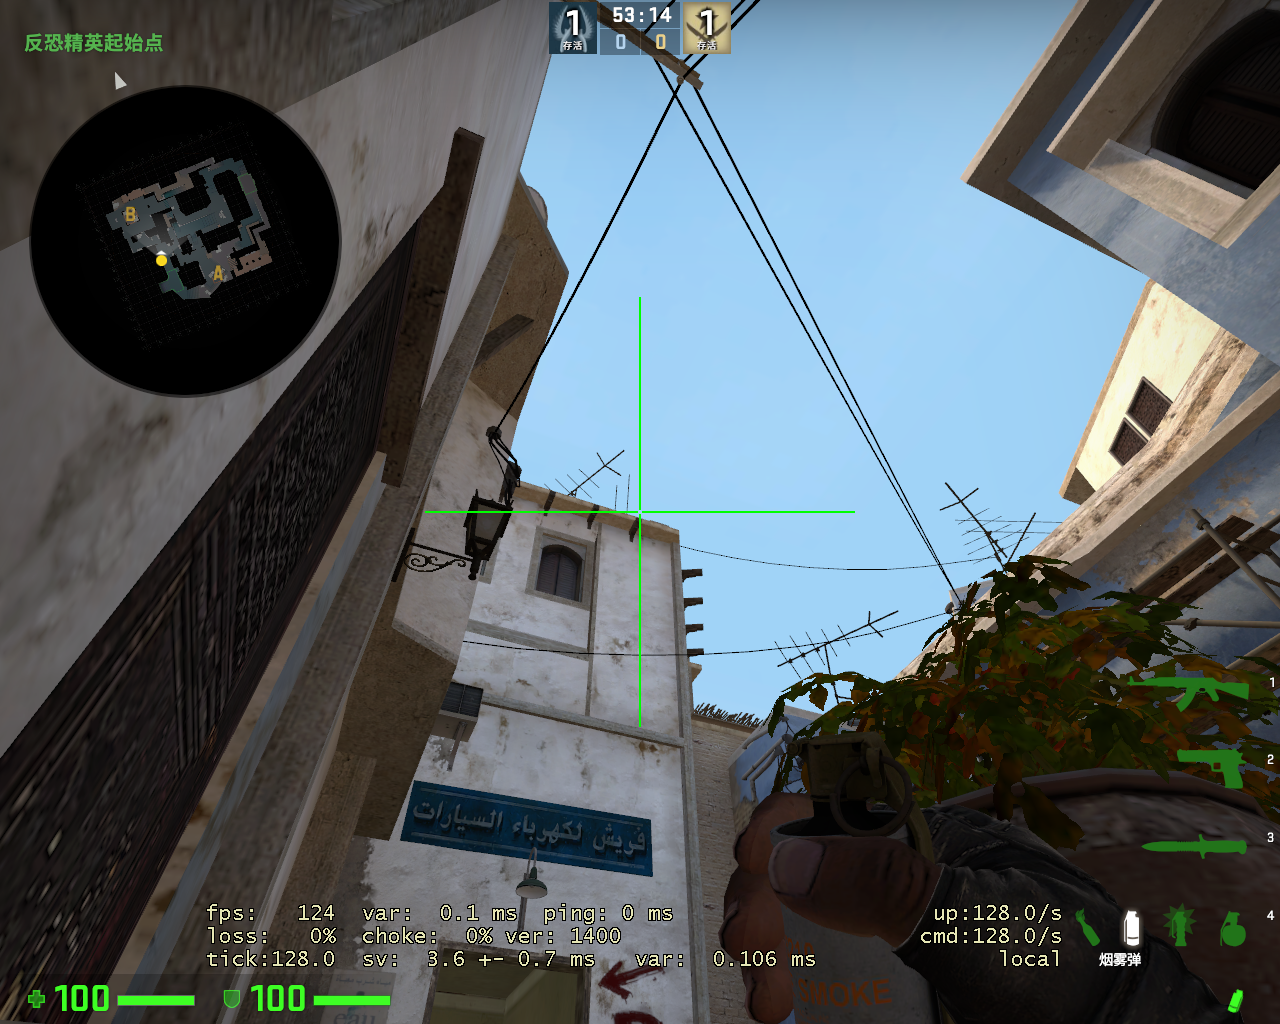 反恐精英起始点
1 53:14 1
存活 0 0 存活
B
A
1
2
3
قريش لكهرباء السيارات
fps: 124 var: 0.1 ms ping: 0 ms
loss: 0% choke: 0% ver: 1400
tick:128.0 sv: 3.6 +- 0.7 ms var: 0.106 ms
up:128.0/s
cmd:128.0/s
local
4
烟雾弹
SMOKE
100 100